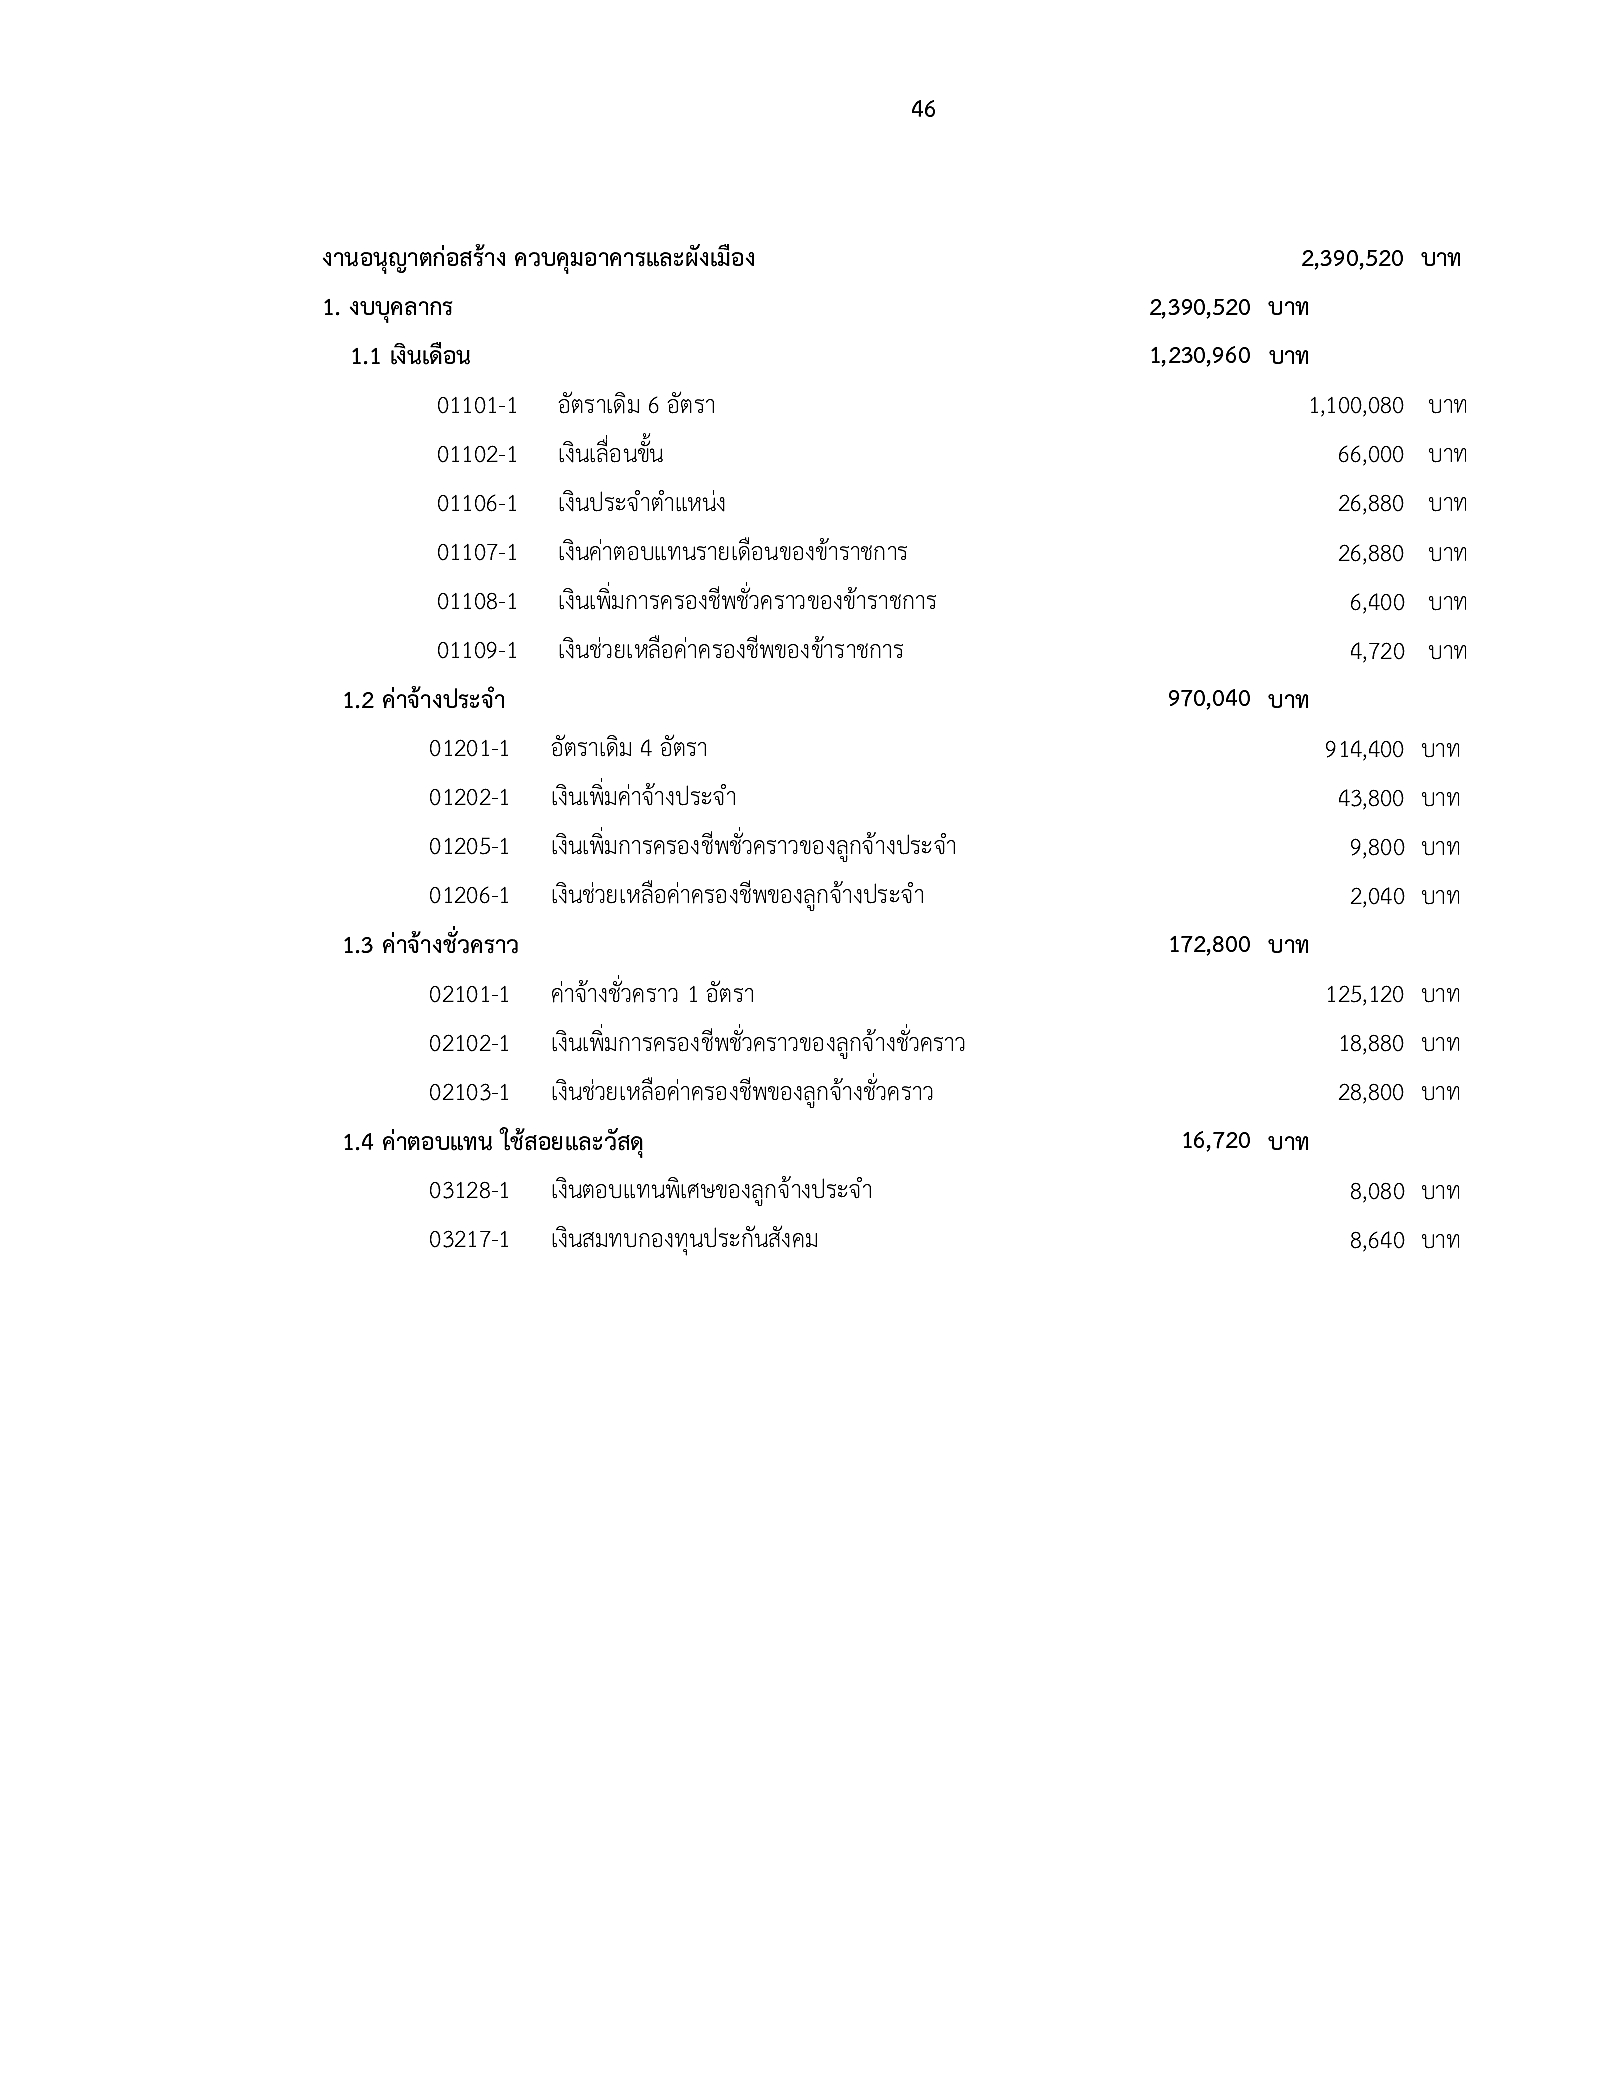 46
งานอนุญาตก่อสร้าง ควบคุมอาคารและผังเมือง 2,390,520 บาท
1. งบบุคลากร 2,390,520 บาท
1.1 เงินเดือน 1,230,960 บาท
01101-1 อัตราเดิม 6 อัตรา 1,100,080 บาท
01102-1 เงินเลื่อนขั้น 66,000 บาท
01106-1 เงินประจำตำแหน่ง 26,880 บาท
01107-1 เงินค่าตอบแทนรายเดือนของข้าราชการ 26,880 บาท
01108-1 เงินเพิ่มการครองชีพชั่วคราวของข้าราชการ 6,400 บาท
01109-1 เงินช่วยเหลือค่าครองชีพของข้าราชการ 4,720 บาท
1.2 ค่าจ้างประจำ 970,040 บาท
01201-1 อัตราเดิม 4 อัตรา 914,400 บาท
01202-1 เงินเพิ่มค่าจ้างประจำ 43,800 บาท
01205-1 เงินเพิ่มการครองชีพชั่วคราวของลูกจ้างประจำ 9,800 บาท
01206-1 เงินช่วยเหลือค่าครองชีพของลูกจ้างประจำ 2,040 บาท
1.3 ค่าจ้างชั่วคราว 172,800 บาท
02101-1 ค่าจ้างชั่วคราว 1 อัตรา 125,120 บาท
02102-1 เงินเพิ่มการครองชีพชั่วคราวของลูกจ้างชั่วคราว 18,880 บาท
02103-1 เงินช่วยเหลือค่าครองชีพของลูกจ้างชั่วคราว 28,800 บาท
1.4 ค่าตอบแทน ใช้สอยและวัสดุ 16,720 บาท
03128-1 เงินตอบแทนพิเศษของลูกจ้างประจำ 8,080 บาท
03217-1 เงินสมทบกองทุนประกันสังคม 8,640 บาท